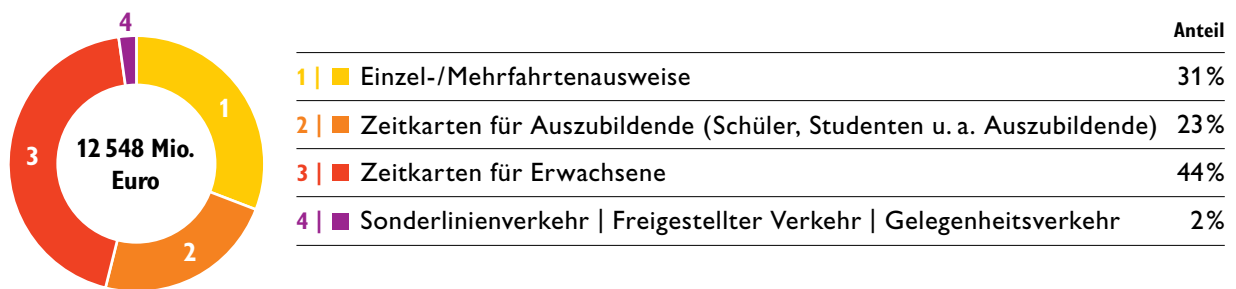 4
1
3
2
12 548 Mio.
Euro
Anteil
1 | Einzel-/Mehrfahrtenausweise 31%
2 | Zeitkarten für Auszubildende (Schüler, Studenten u. a. Auszubildende) 23%
3 | Zeitkarten für Erwachsene 44%
4 | Sonderlinienverkehr | Freigestellter Verkehr | Gelegenheitsverkehr 2%